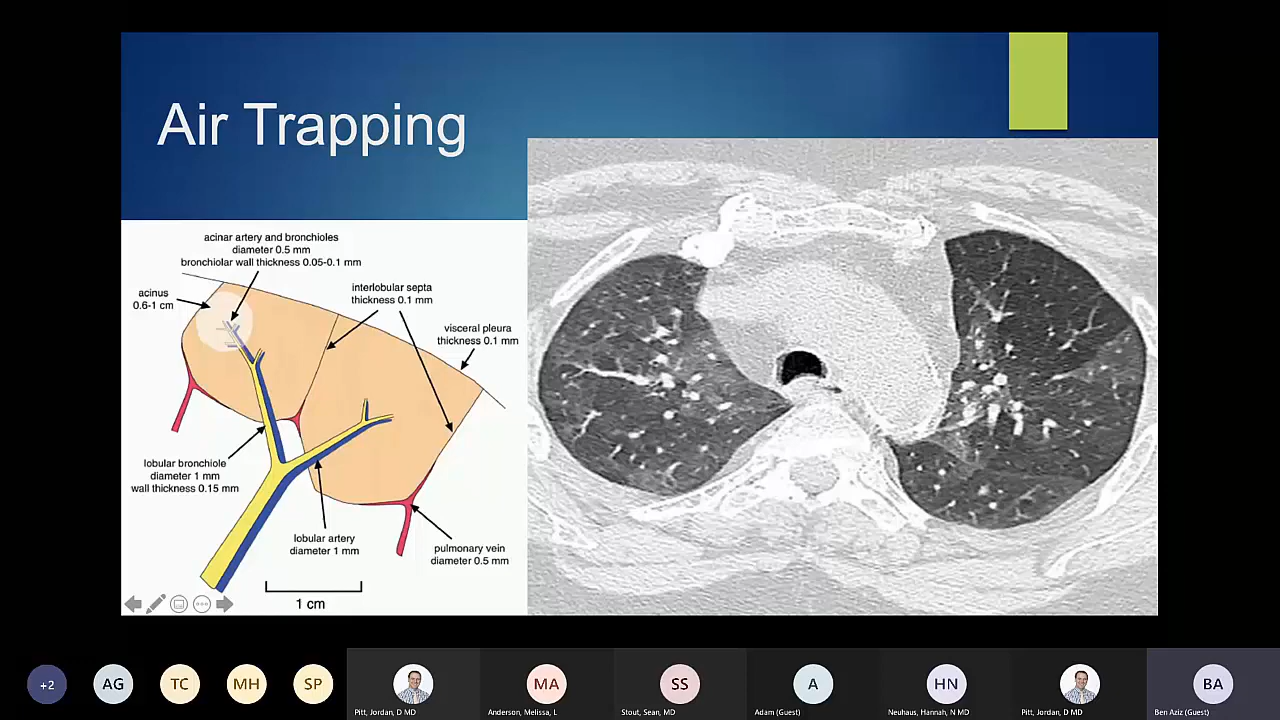 Air Trapping
acinar artery and bronchioles
diameter 0.5 mm
bronchiolar wall thickness 0.05-0.1 mm
interlobular septa
thickness 0.1 mm
acinus
0.6-1 cm
visceral pleura
thickness 0.1 mm
lobular bronchiole
diameter 1 mm
wall thickness 0.15 mm
lobular artery
diameter 1 mm
pulmonary vein
diameter 0.5 mm
1 cm
+2
AG
TC
MH
SP
MA
SS
A
HN
BA
Pitt, Jordan, D MD
Anderson, Melissa, L
Stout, Sean, MD
Adam (Guest)
Neuhaus, Hannah, N MD
Pitt, Jordan, D MD
Ben Aziz (Guest)